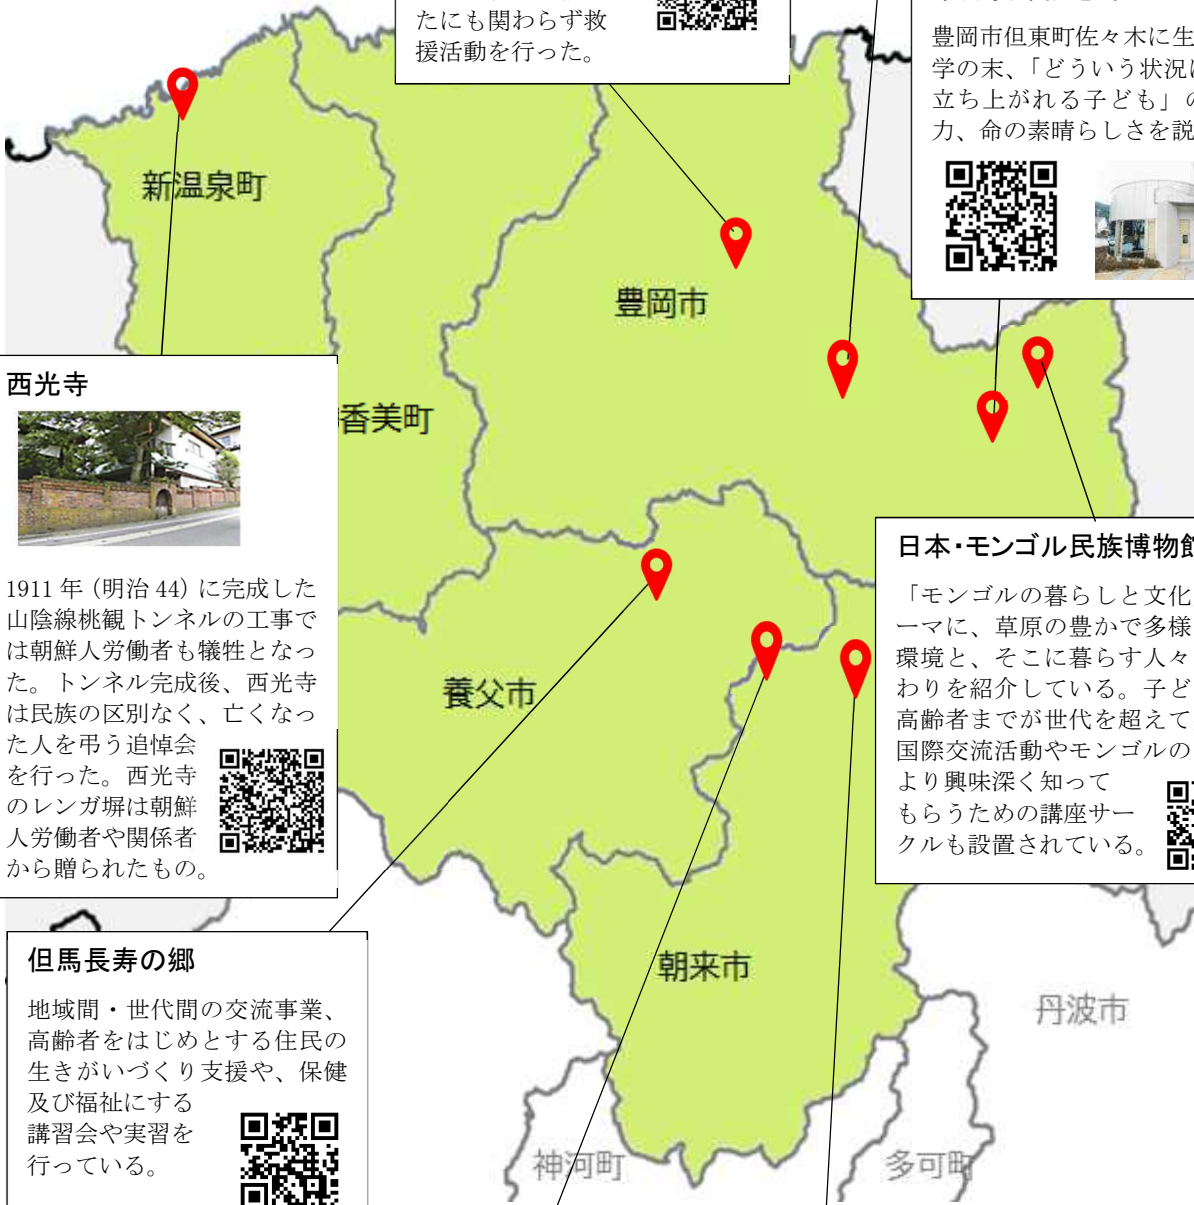 たにも関わらず救
援活動を行った。
豊岡市但東町佐々木に生
学の末、「どういう状況
立ち上がれる子ども」の
力、命の素晴らしさを説
新温泉町
豊岡市
香美町
養父市
朝来市
丹波市
神河町
多可町
西光寺
1911 年（明治 44）に完成した
山陰線桃観トンネルの工事で
は朝鮮人労働者も犠牲となっ
た。トンネル完成後、西光寺
は民族の区別なく、亡くなっ
た人を弔う追悼会
を行った。西光寺
のレンガ塀は朝鮮
人労働者や関係者
から贈られたもの。
日本・モンゴル民族博物館
「モンゴルの暮らしと文化
ーマに、草原の豊かで多様
環境と、そこに暮らす人々
わりを紹介している。子ど
高齢者までが世代を超えて
国際交流活動やモンゴルの
より興味深く知って
もらうための講座サー
クルも設置されている。
但馬長寿の郷
地域間・世代間の交流事業、
高齢者をはじめとする住民の
生きがいづくり支援や、保健
及び福祉にする
講習会や実習を
行っている。